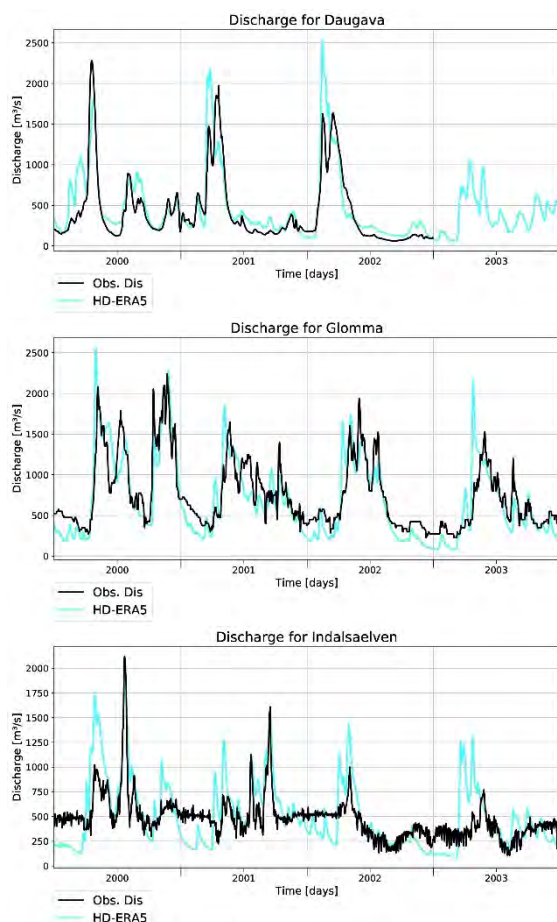 Discharge for Daugava
2500
2000
1500
1000
500
0
Discharge [m³/s]
2000
2001
2002
2003
Time [days]
Obs. Dis
HD-ERA5
Discharge for Glomma
2500
2000
1500
1000
500
0
Discharge [m³/s]
2000
2001
2002
2003
Time [days]
Obs. Dis
HD-ERA5
Discharge for Indalsaelven
2000
1750
1500
1250
1000
750
500
250
0
Discharge [m³/s]
2000
2001
2002
2003
Time [days]
Obs. Dis
HD-ERA5